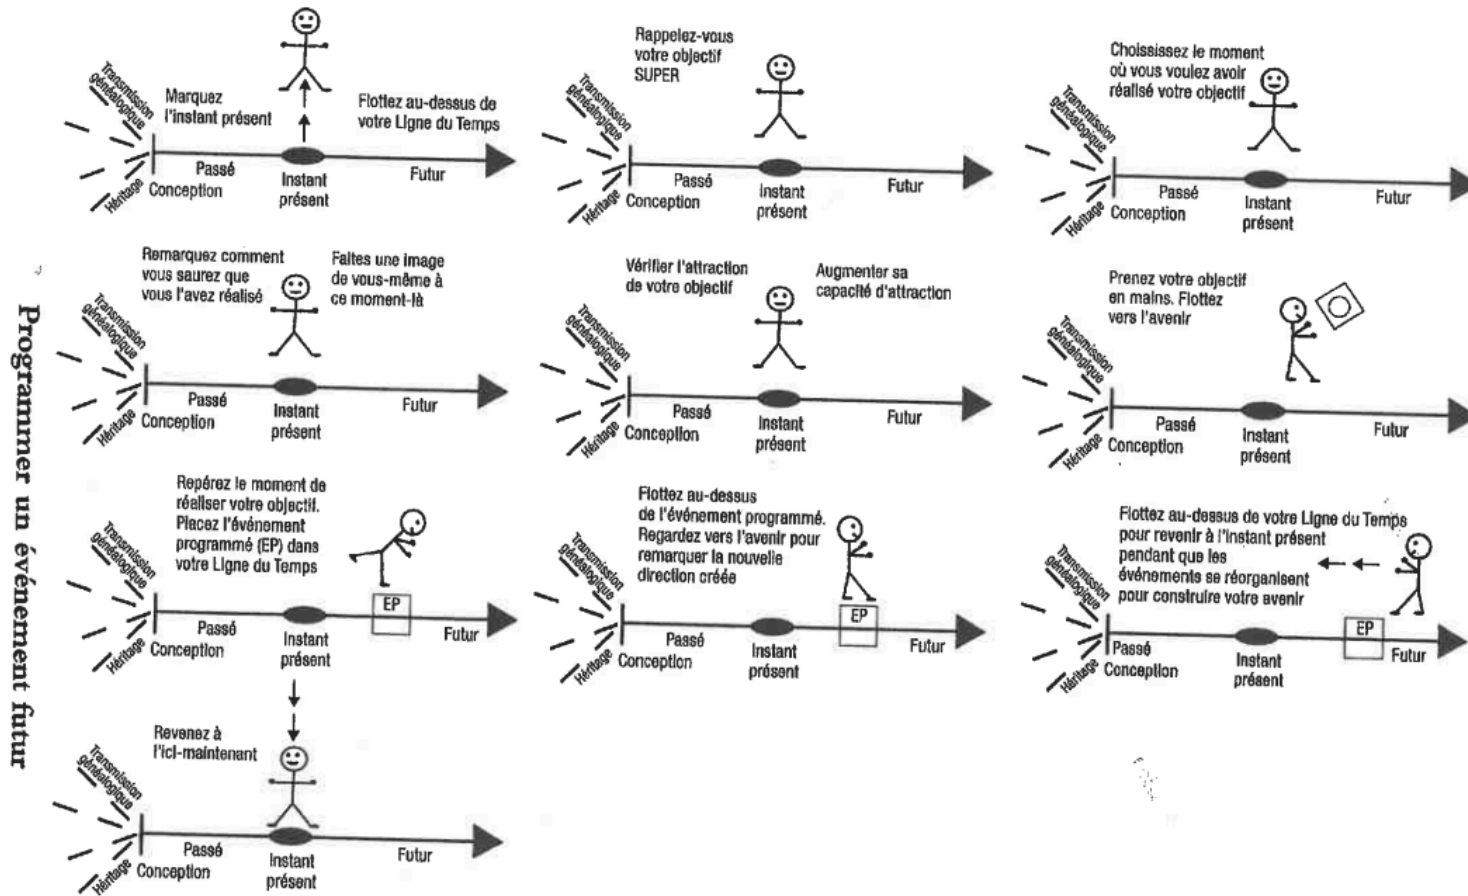 Programmer un événement futur
Transmission
généalogique
Marquez
l'instant présent
Flottez au-dessus de
votre Ligne du Temps
Héritage
Conception
Passé
Instant
présent
Futur
Rappelez-vous
votre objectif
SUPER
Transmission
généalogique
Héritage
Conception
Passé
Instant
présent
Futur
Choississez le moment
où vous voulez avoir
réalisé votre objectif
Transmission
généalogique
Héritage
Conception
Passé
Instant
présent
Futur
Remarquez comment
vous saurez que
vous l'avez réalisé
Faites une image
de vous-même à
ce moment-là
Transmission
généalogique
Héritage
Conception
Passé
Instant
présent
Futur
Vérifier l'attraction
de votre objectif
Augmenter sa
capacité d'attraction
Transmission
généalogique
Héritage
Conception
Passé
Instant
présent
Futur
Prenez votre objectif
en mains. Flottez
vers l'avenir
Transmission
généalogique
Héritage
Conception
Passé
Instant
présent
Futur
Repérez le moment de
réaliser votre objectif.
Placez l'événement
programmé (EP) dans
votre Ligne du Temps
Transmission
généalogique
Héritage
Conception
Passé
Instant
présent
EP
Futur
Flottez au-dessus
de l'événement programmé.
Regardez vers l'avenir pour
remarquer la nouvelle
direction créée
Transmission
généalogique
Héritage
Conception
Passé
Instant
présent
EP
Futur
Flottez au-dessus de votre Ligne du Temps
pour revenir à l'instant présent
pendant que les
événements se réorganisent
pour construire votre avenir
Transmission
généalogique
Héritage
Conception
Passé
Instant
présent
EP
Futur
Revenez à
l'ici-maintenant
Transmission
généalogique
Héritage
Conception
Passé
Instant
présent
Futur